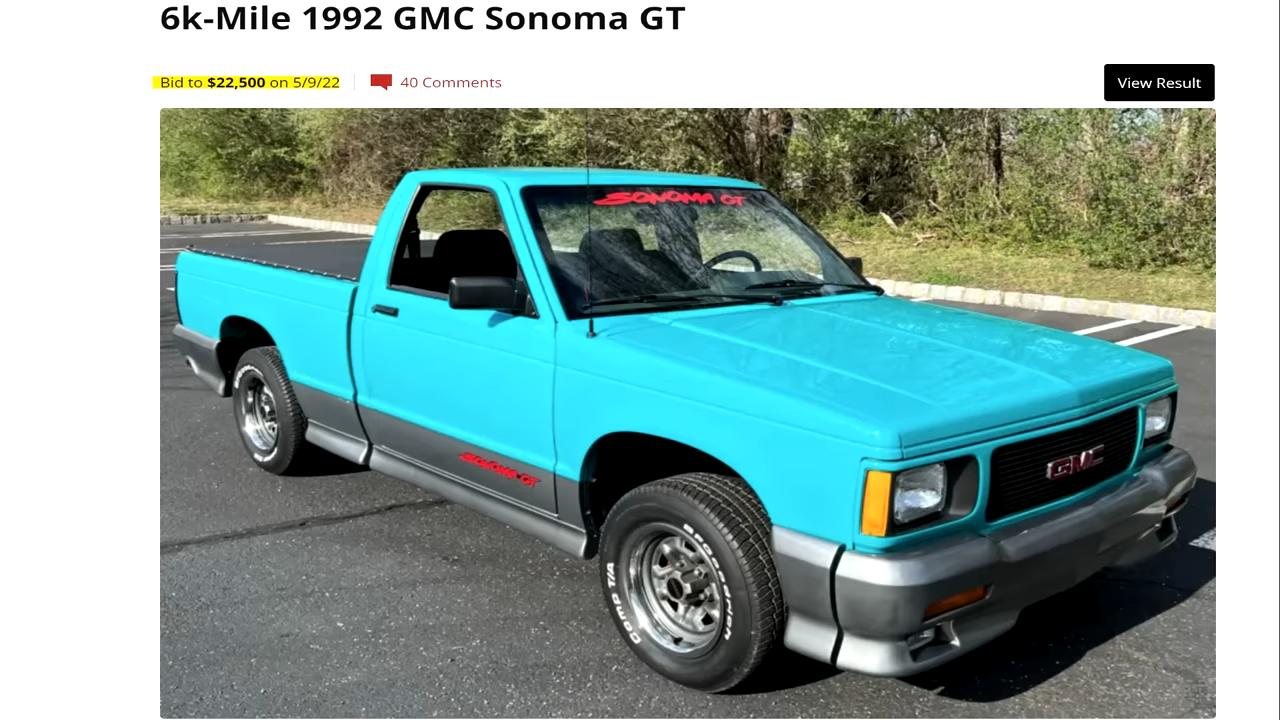 6k-Mile 1992 GMC Sonoma GT
Bid to $22,500 on 5/9/22
40 Comments
View Result
SONOMA GT
SONOMA GT
GMC
BFGoodrich
Comp T/A